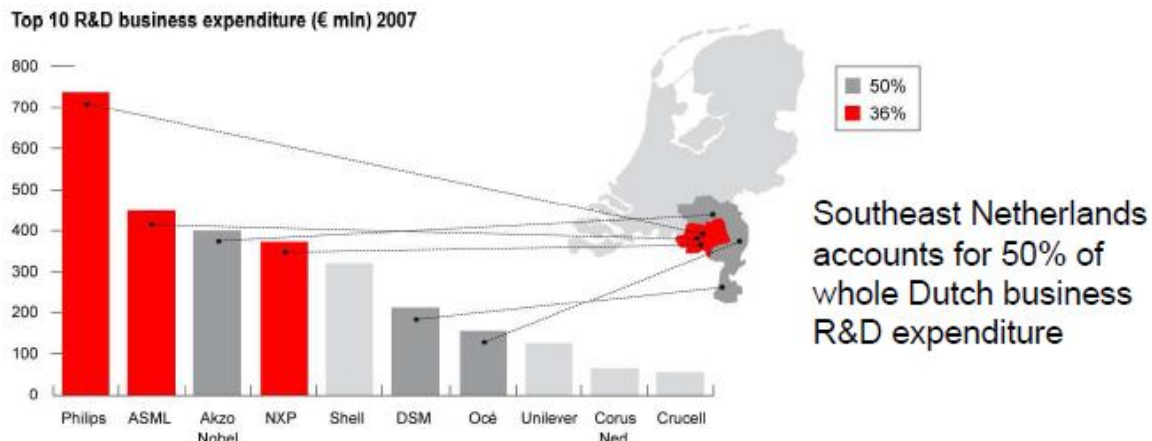 Top 10 R&D business expenditure (€ mln) 2007
800
700
600
500
400
300
200
100
0
Philips
ASML
Akzo
Nobel
NXP
Shell
DSM
Océ
Unilever
Corus
Ned
Crucell
50%
36%
Southeast Netherlands
accounts for 50% of
whole Dutch business
R&D expenditure